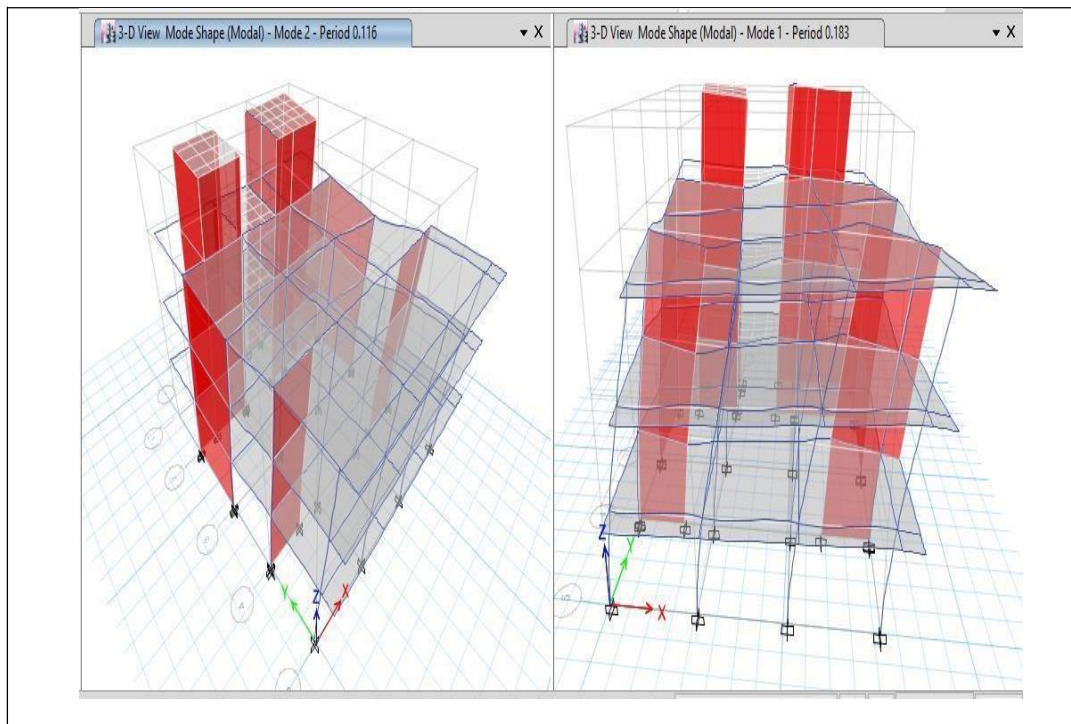 3-D View Mode Shape (Modal) - Mode 2 - Period 0.116
X
3-D View Mode Shape (Modal) - Mode 1 - Period 0.183
X
Z
Y
X
Z
Y
X